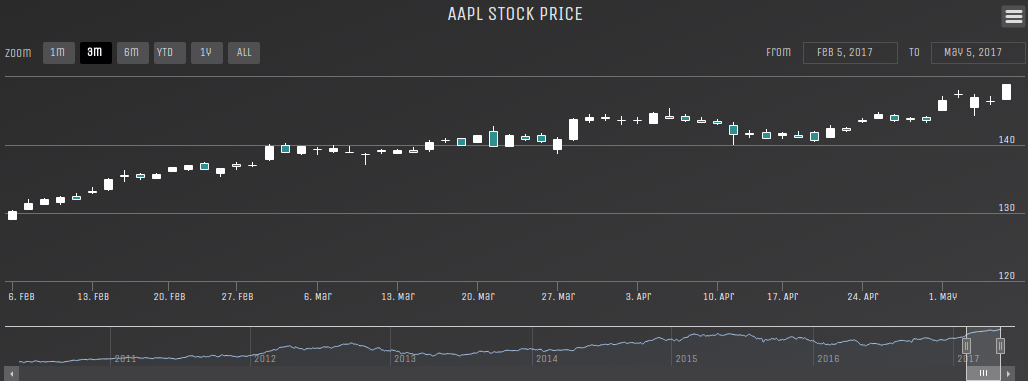 AAPL STOCK PRICE
Zoom 1m 3m 6m YTD 1y All From Feb 5, 2017 To May 5, 2017
140
130
120
6. Feb 13. Feb 20. Feb 27. Feb 6. Mar 13. Mar 20. Mar 27. Mar 3. Apr 10. Apr 17. Apr 24. Apr 1. May
2011 2012 2013 2014 2015 2016 2017